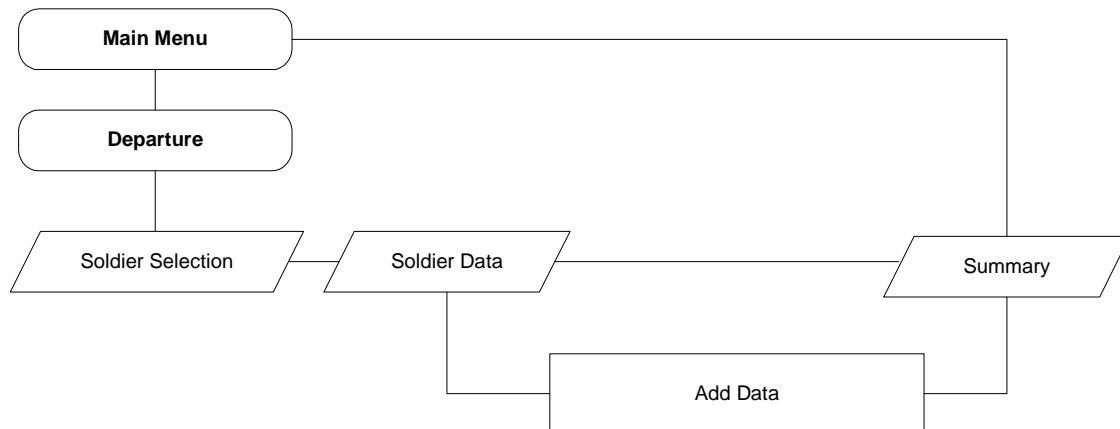 Main Menu
Departure
Soldier Selection
Soldier Data
Summary
Add Data